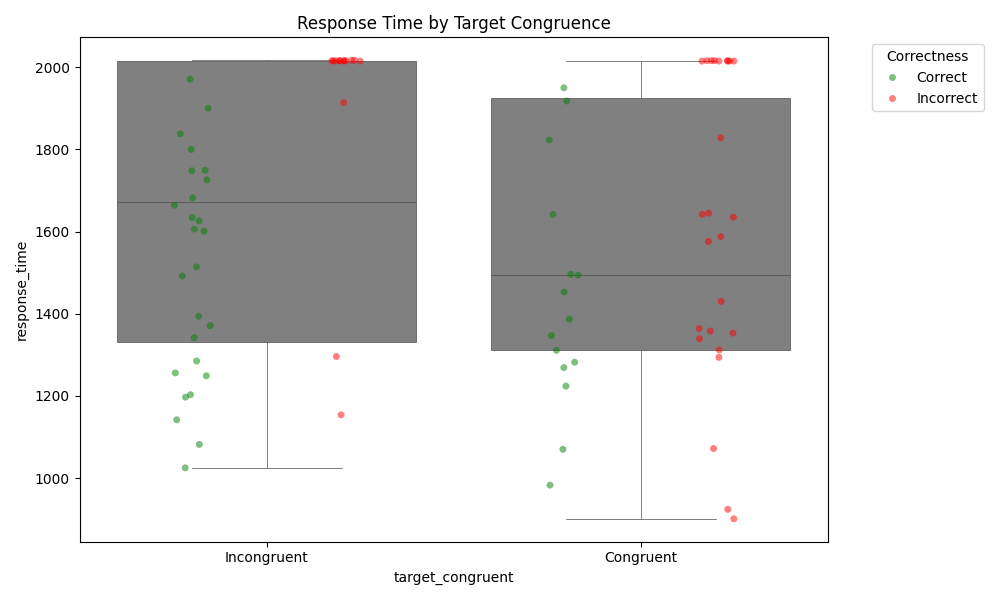 Response Time by Target Congruence
Correctness
Correct
Incorrect
2000
1800
1600
1400
1200
1000
response_time
Incongruent
Congruent
target_congruent